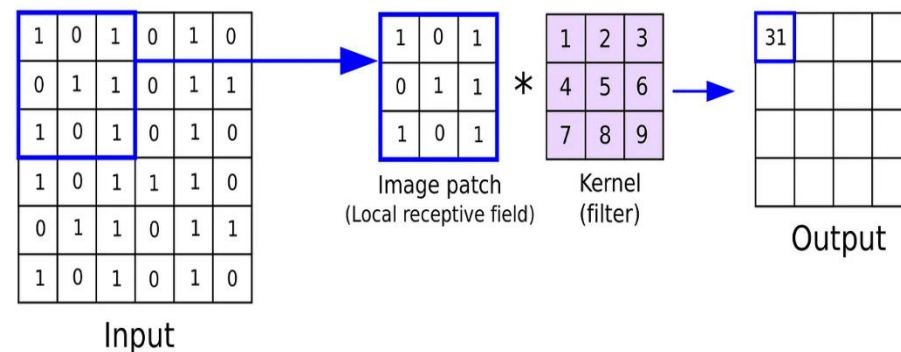 1 0 1 0 1 0
0 1 1 0 1 1
1 0 1 0 1 0
1 0 1 1 1 0
0 1 1 0 1 1
1 0 1 0 1 0
Input
1 0 1
0 1 1
1 0 1
Image patch
(Local receptive field)
*
1 2 3
4 5 6
7 8 9
Kernel
(filter)
31
Output